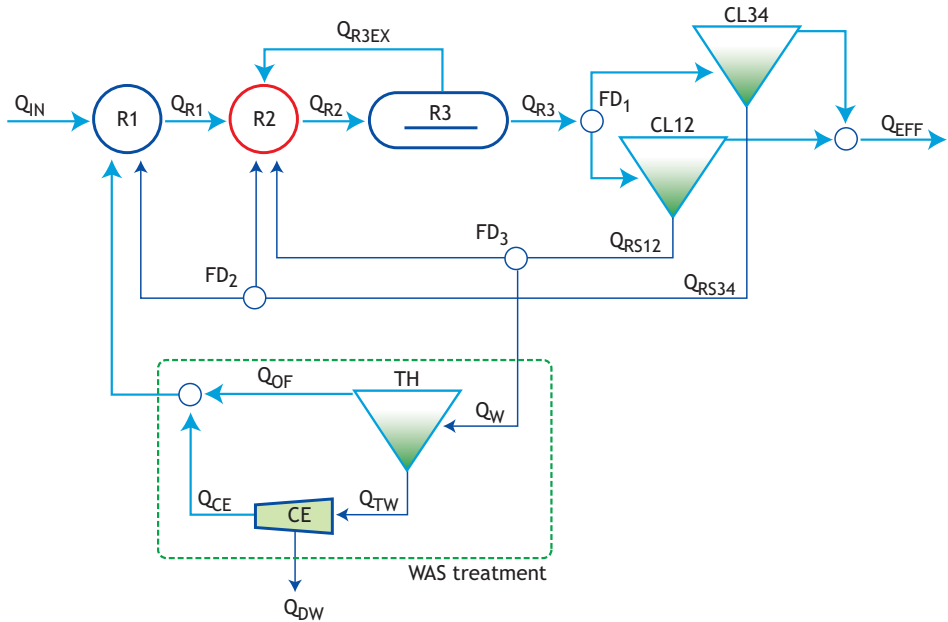 CL34
Q_R3EX
Q_IN
R1
Q_R1
R2
Q_R2
R3
Q_R3
FD_1
CL12
Q_EFF
FD_3
Q_RS12
FD_2
Q_RS34
Q_OF
TH
Q_W
Q_CE
CE
Q_TW
WAS treatment
Q_DW